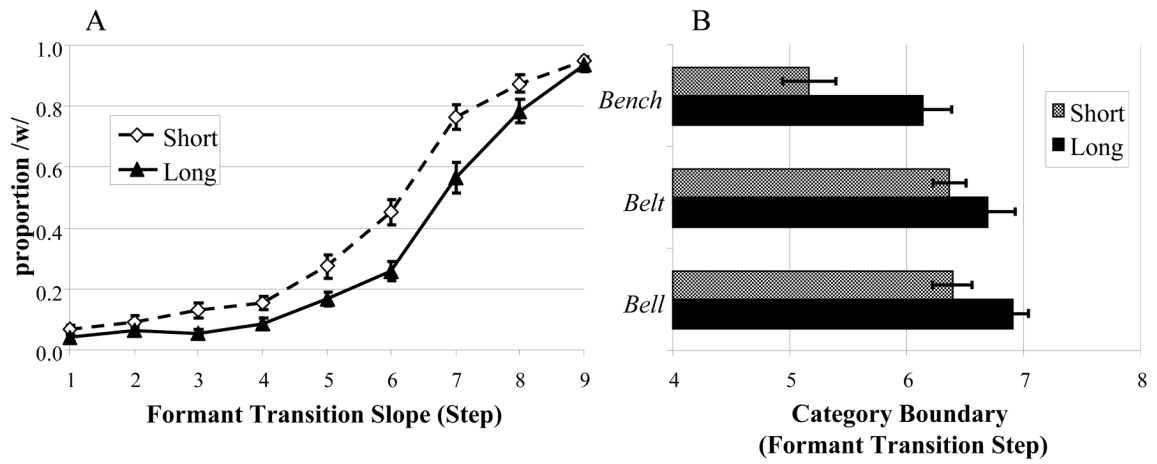 A
1.0
0.8
0.6
0.4
0.2
0.0
proportion /w/
Short
Long
1 2 3 4 5 6 7 8 9
Formant Transition Slope (Step)
B
Bench
Belt
Bell
Short
Long
4 5 6 7 8
Category Boundary
(Formant Transition Step)